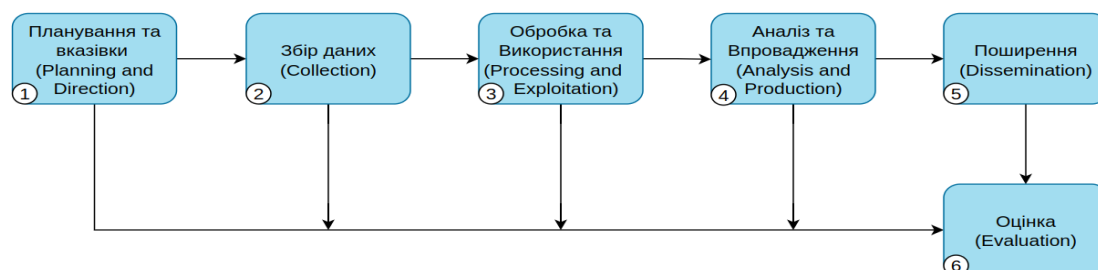 Планування та
вказівки
(Planning and
Direction)
1
Збір даних
(Collection)
2
Обробка та
Використання
(Processing and
Exploitation)
3
Аналіз та
Впровадження
(Analysis and
Production)
4
Поширення
(Dissemination)
5
Оцінка
(Evaluation)
6